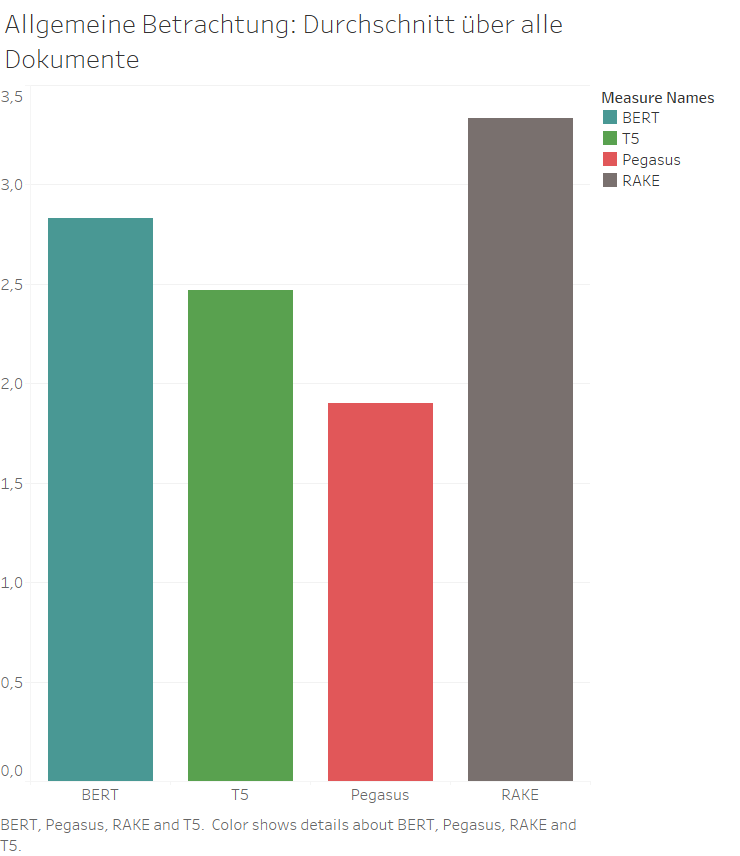 Allgemeine Betrachtung: Durchschnitt über alle
Dokumente
3,5
3,0
2,5
2,0
1,5
1,0
0,5
0,0
BERT
T5
Pegasus
RAKE
Measure Names
BERT
T5
Pegasus
RAKE
BERT, Pegasus, RAKE and T5.  Color shows details about BERT, Pegasus, RAKE and
T5.